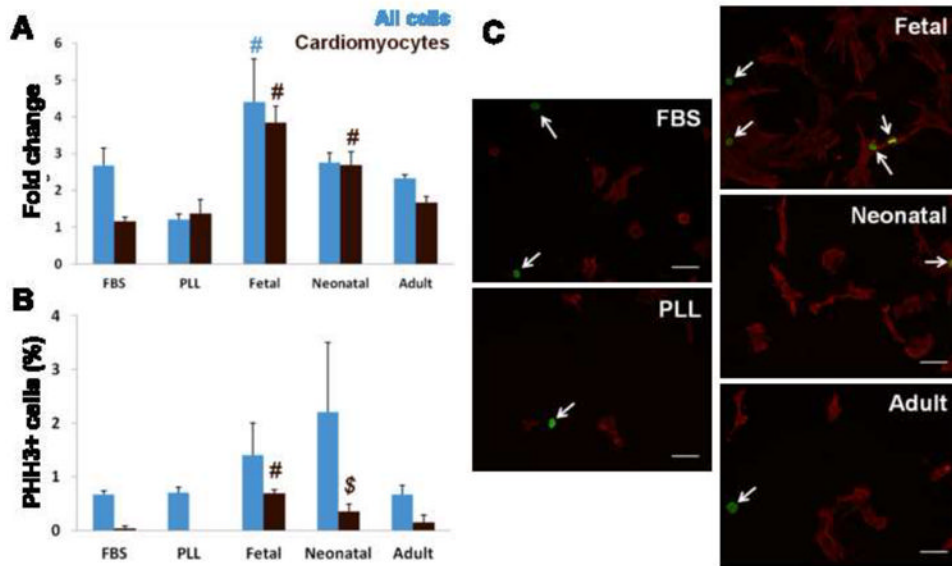 A
All cells
Cardiomyocytes
Fold change
6
5
4
3
2
1
0
#
#
#
FBS PLL Fetal Neonatal Adult
B
PHH3+ cells (%)
4
3
2
1
0
#
$
FBS PLL Fetal Neonatal Adult
C
FBS
PLL
Fetal
Neonatal
Adult